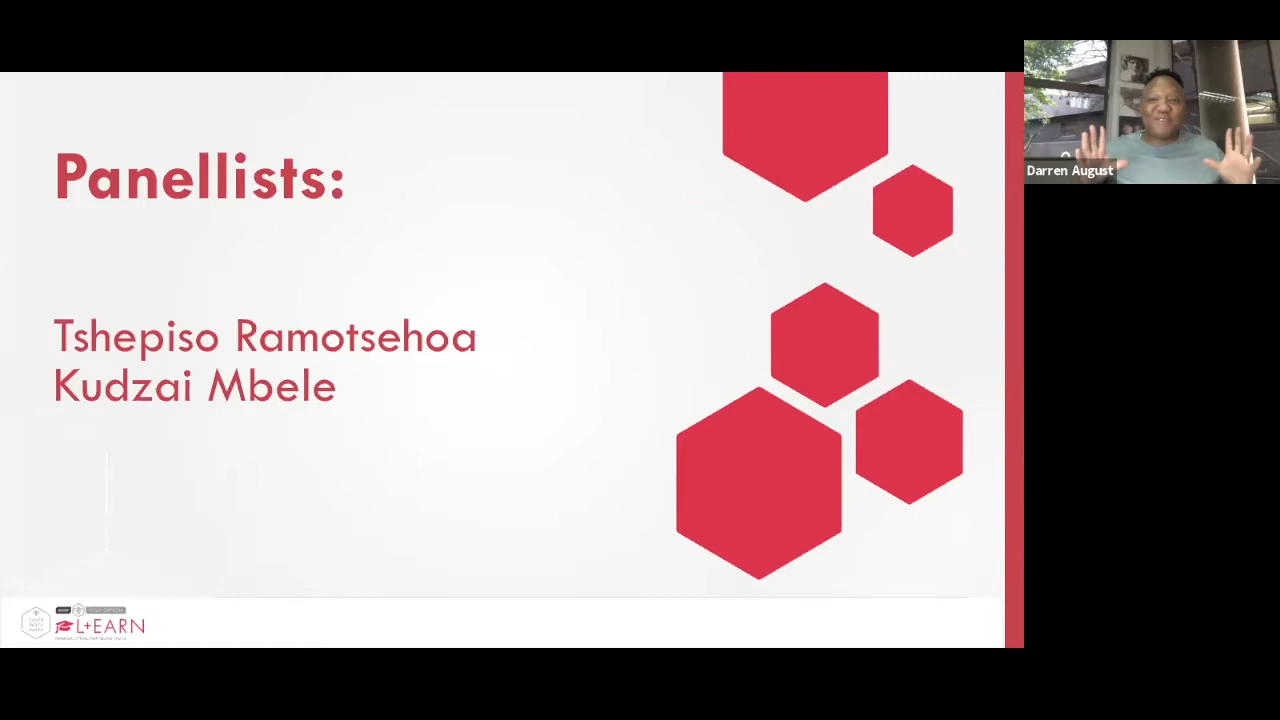 Panellists:
Tshepiso Ramotsehoa
Kudzai Mbele
Darren August
L+EARN